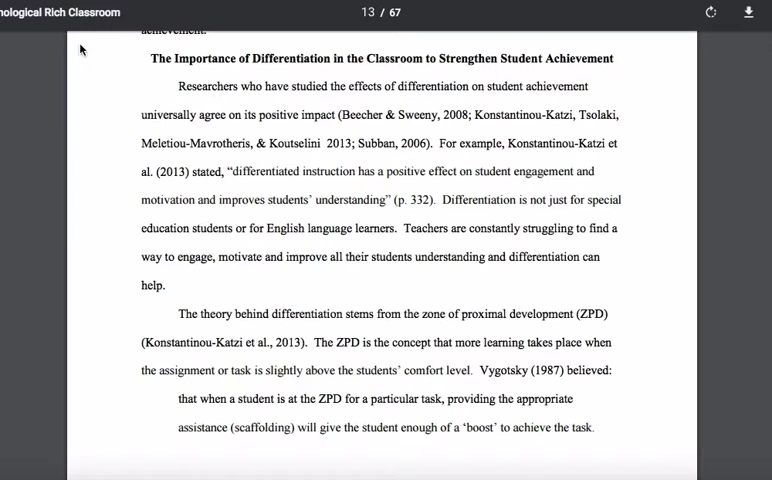 nological Rich Classroom
13 / 67
achievement.
The Importance of Differentiation in the Classroom to Strengthen Student Achievement
Researchers who have studied the effects of differentiation on student achievement
universally agree on its positive impact (Beecher & Sweeny, 2008; Konstantinou-Katzi, Tsolaki,
Meletiou-Mavrotheris, & Koutselini 2013; Subban, 2006). For example, Konstantinou-Katzi et
al. (2013) stated, “differentiated instruction has a positive effect on student engagement and
motivation and improves students’ understanding” (p. 332). Differentiation is not just for special
education students or for English language learners. Teachers are constantly struggling to find a
way to engage, motivate and improve all their students understanding and differentiation can
help.
The theory behind differentiation stems from the zone of proximal development (ZPD)
(Konstantinou-Katzi et al., 2013). The ZPD is the concept that more learning takes place when
the assignment or task is slightly above the students’ comfort level. Vygotsky (1987) believed:
that when a student is at the ZPD for a particular task, providing the appropriate
assistance (scaffolding) will give the student enough of a ‘boost’ to achieve the task.